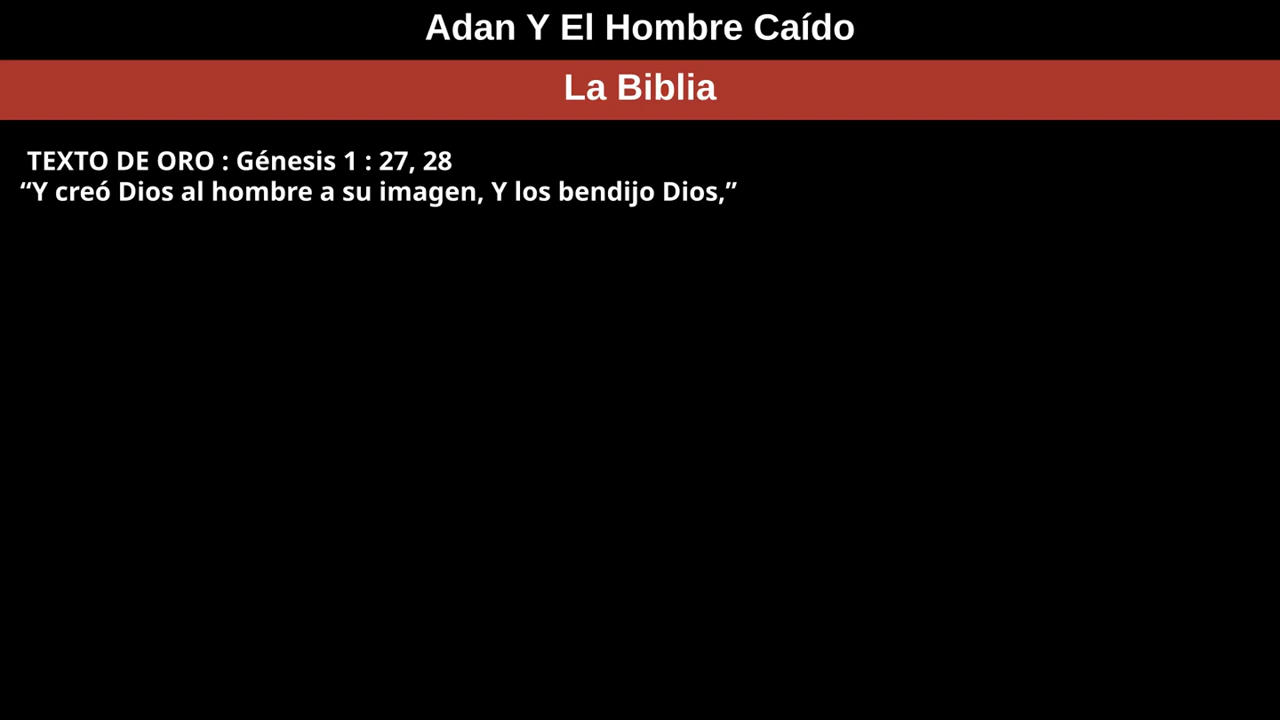 Adan Y El Hombre Caído
La Biblia
TEXTO DE ORO : Génesis 1 : 27, 28
“Y creó Dios al hombre a su imagen, Y los bendijo Dios,”